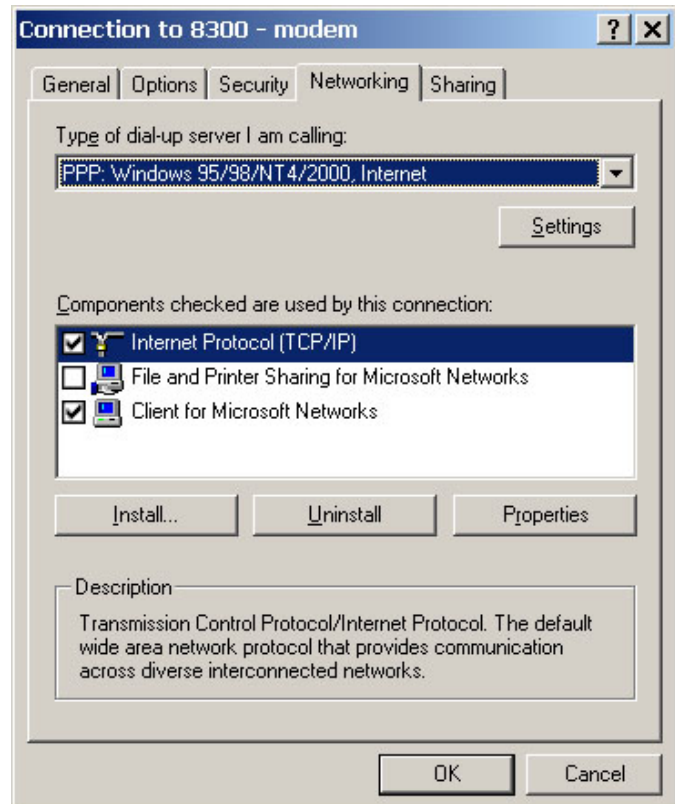 Connection to 8300 - modem
General Options Security Networking Sharing
Type of dial-up server I am calling:
PPP: Windows 95/98/NT4/2000, Internet
Settings
Components checked are used by this connection:
Internet Protocol (TCP/IP)
File and Printer Sharing for Microsoft Networks
Client for Microsoft Networks
Install... Uninstall Properties
Description
Transmission Control Protocol/Internet Protocol. The default
wide area network protocol that provides communication
across diverse interconnected networks.
OK Cancel